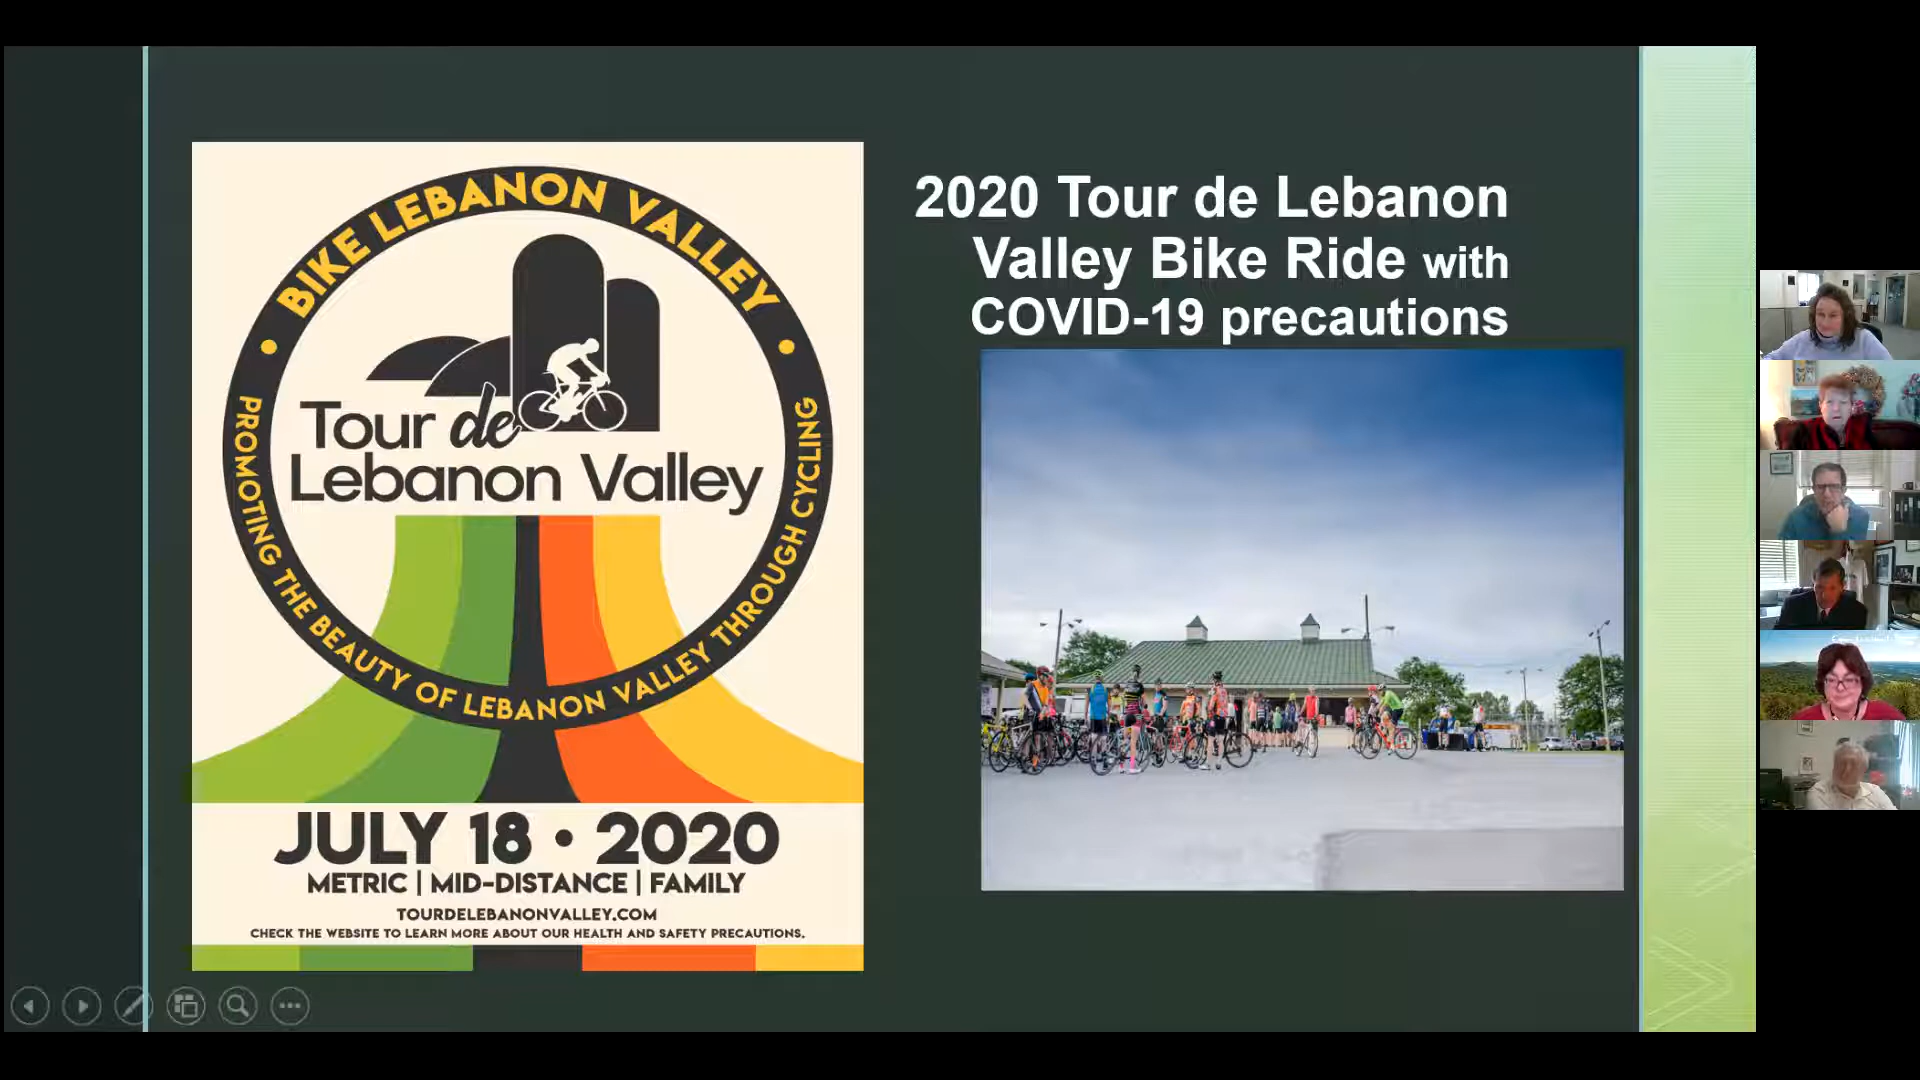 BIKE LEBANON VALLEY
Tour de
Lebanon Valley
PROMOTING THE BEAUTY OF LEBANON VALLEY THROUGH CYCLING
JULY 18 • 2020
METRIC | MID-DISTANCE | FAMILY
TOURDELEBANONVALLEY.COM
CHECK THE WEBSITE TO LEARN MORE ABOUT OUR HEALTH AND SAFETY PRECAUTIONS.
2020 Tour de Lebanon
Valley Bike Ride with
COVID-19 precautions